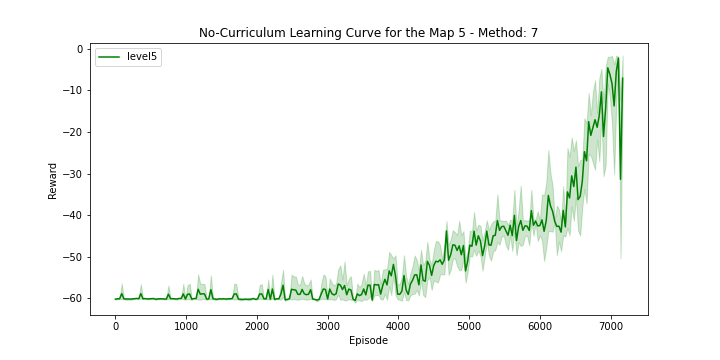 No-Curriculum Learning Curve for the Map 5 - Method: 7
level5
0
−10
−20
−30
−40
−50
−60
Reward
0 1000 2000 3000 4000 5000 6000 7000
Episode